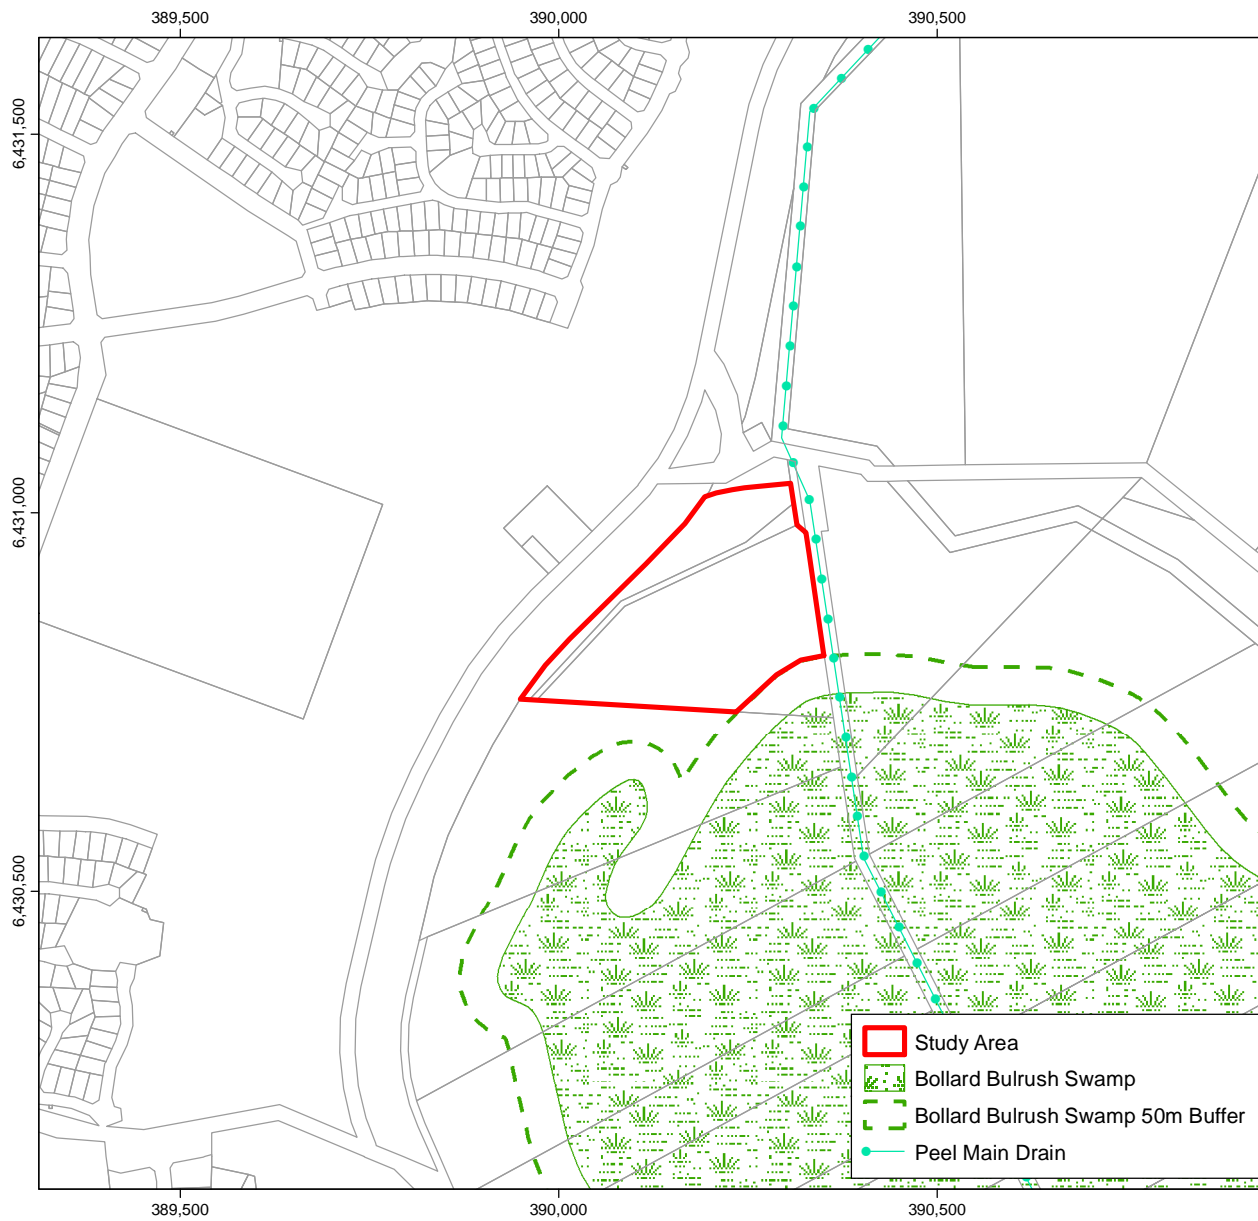 389,500
390,000
390,500
6,431,500
6,431,000
6,430,500
Study Area
Bollard Bulrush Swamp
Bollard Bulrush Swamp 50m Buffer
Peel Main Drain
389,500
390,000
390,500